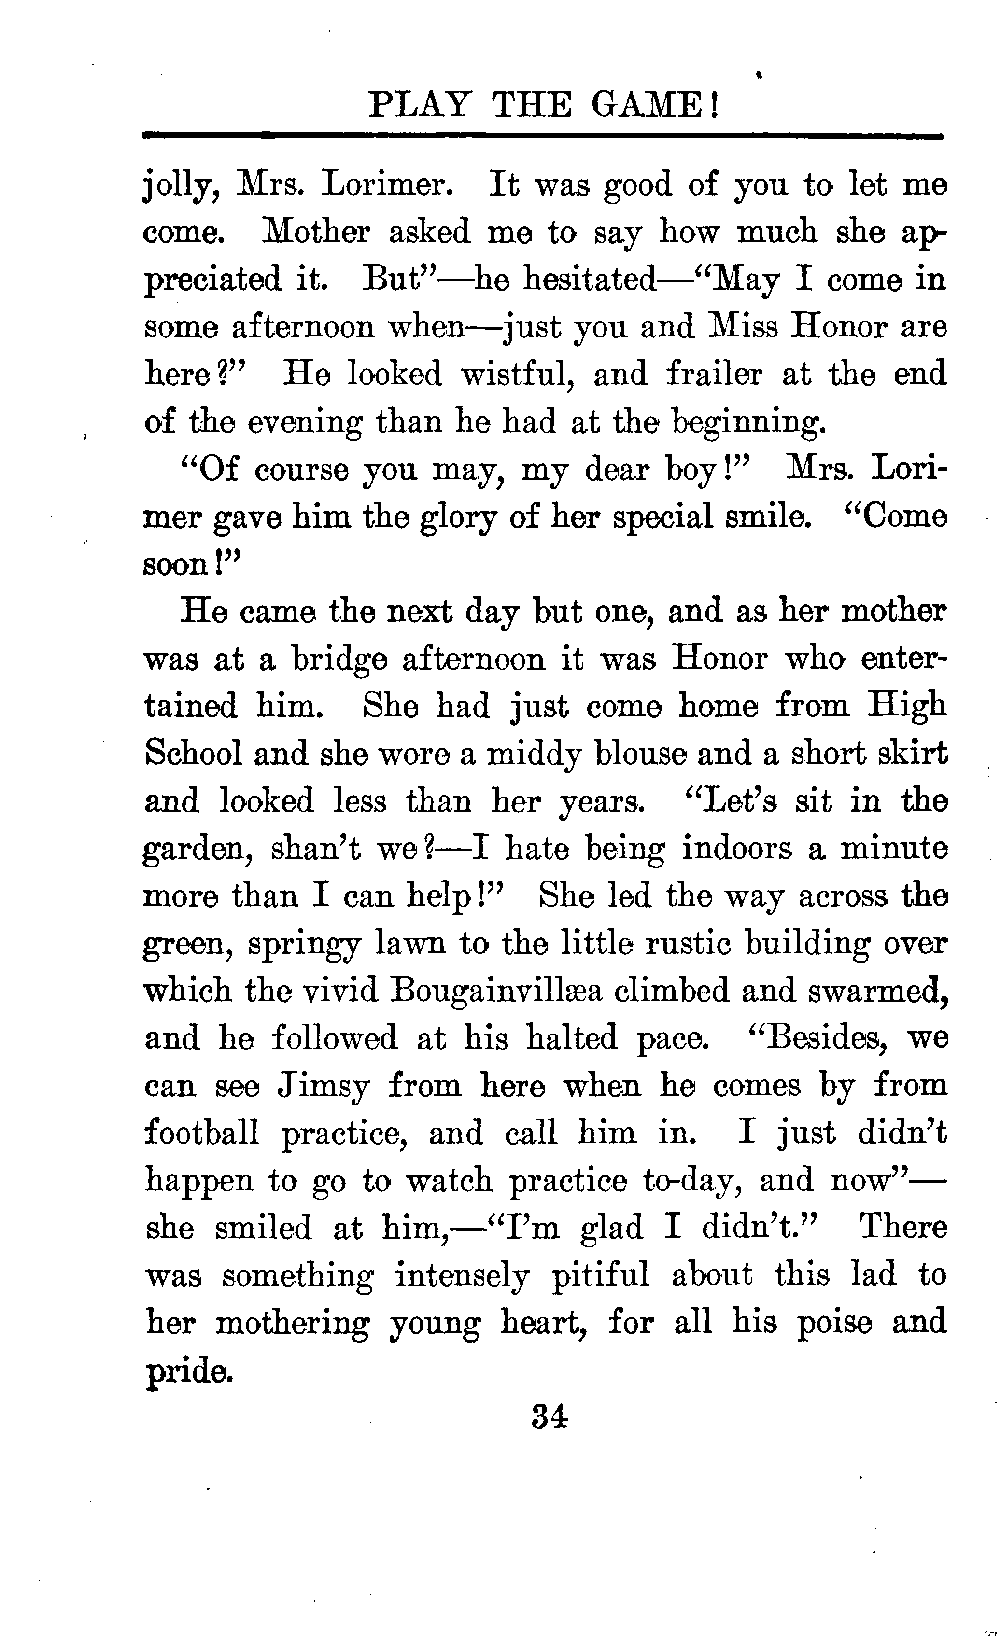 PLAY THE GAME!
jolly, Mrs. Lorimer. It was good of you to let me
come. Mother asked me to say how much she ap-
preciated it. But”—he hesitated—“May I come in
some afternoon when—just you and Miss Honor are
here?” He looked wistful, and frailer at the end
of the evening than he had at the beginning.
“Of course you may, my dear boy!” Mrs. Lori-
mer gave him the glory of her special smile. “Come
soon!”
He came the next day but one, and as her mother
was at a bridge afternoon it was Honor who enter-
tained him. She had just come home from High
School and she wore a middy blouse and a short skirt
and looked less than her years. “Let’s sit in the
garden, shan’t we?—I hate being indoors a minute
more than I can help!” She led the way across the
green, springy lawn to the little rustic building over
which the vivid Bougainvillæa climbed and swarmed,
and he followed at his halted pace. “Besides, we
can see Jimsy from here when he comes by from
football practice, and call him in. I just didn’t
happen to go to watch practice to-day, and now”—
she smiled at him,—“I’m glad I didn’t.” There
was something intensely pitiful about this lad to
her mothering young heart, for all his poise and
pride.
34